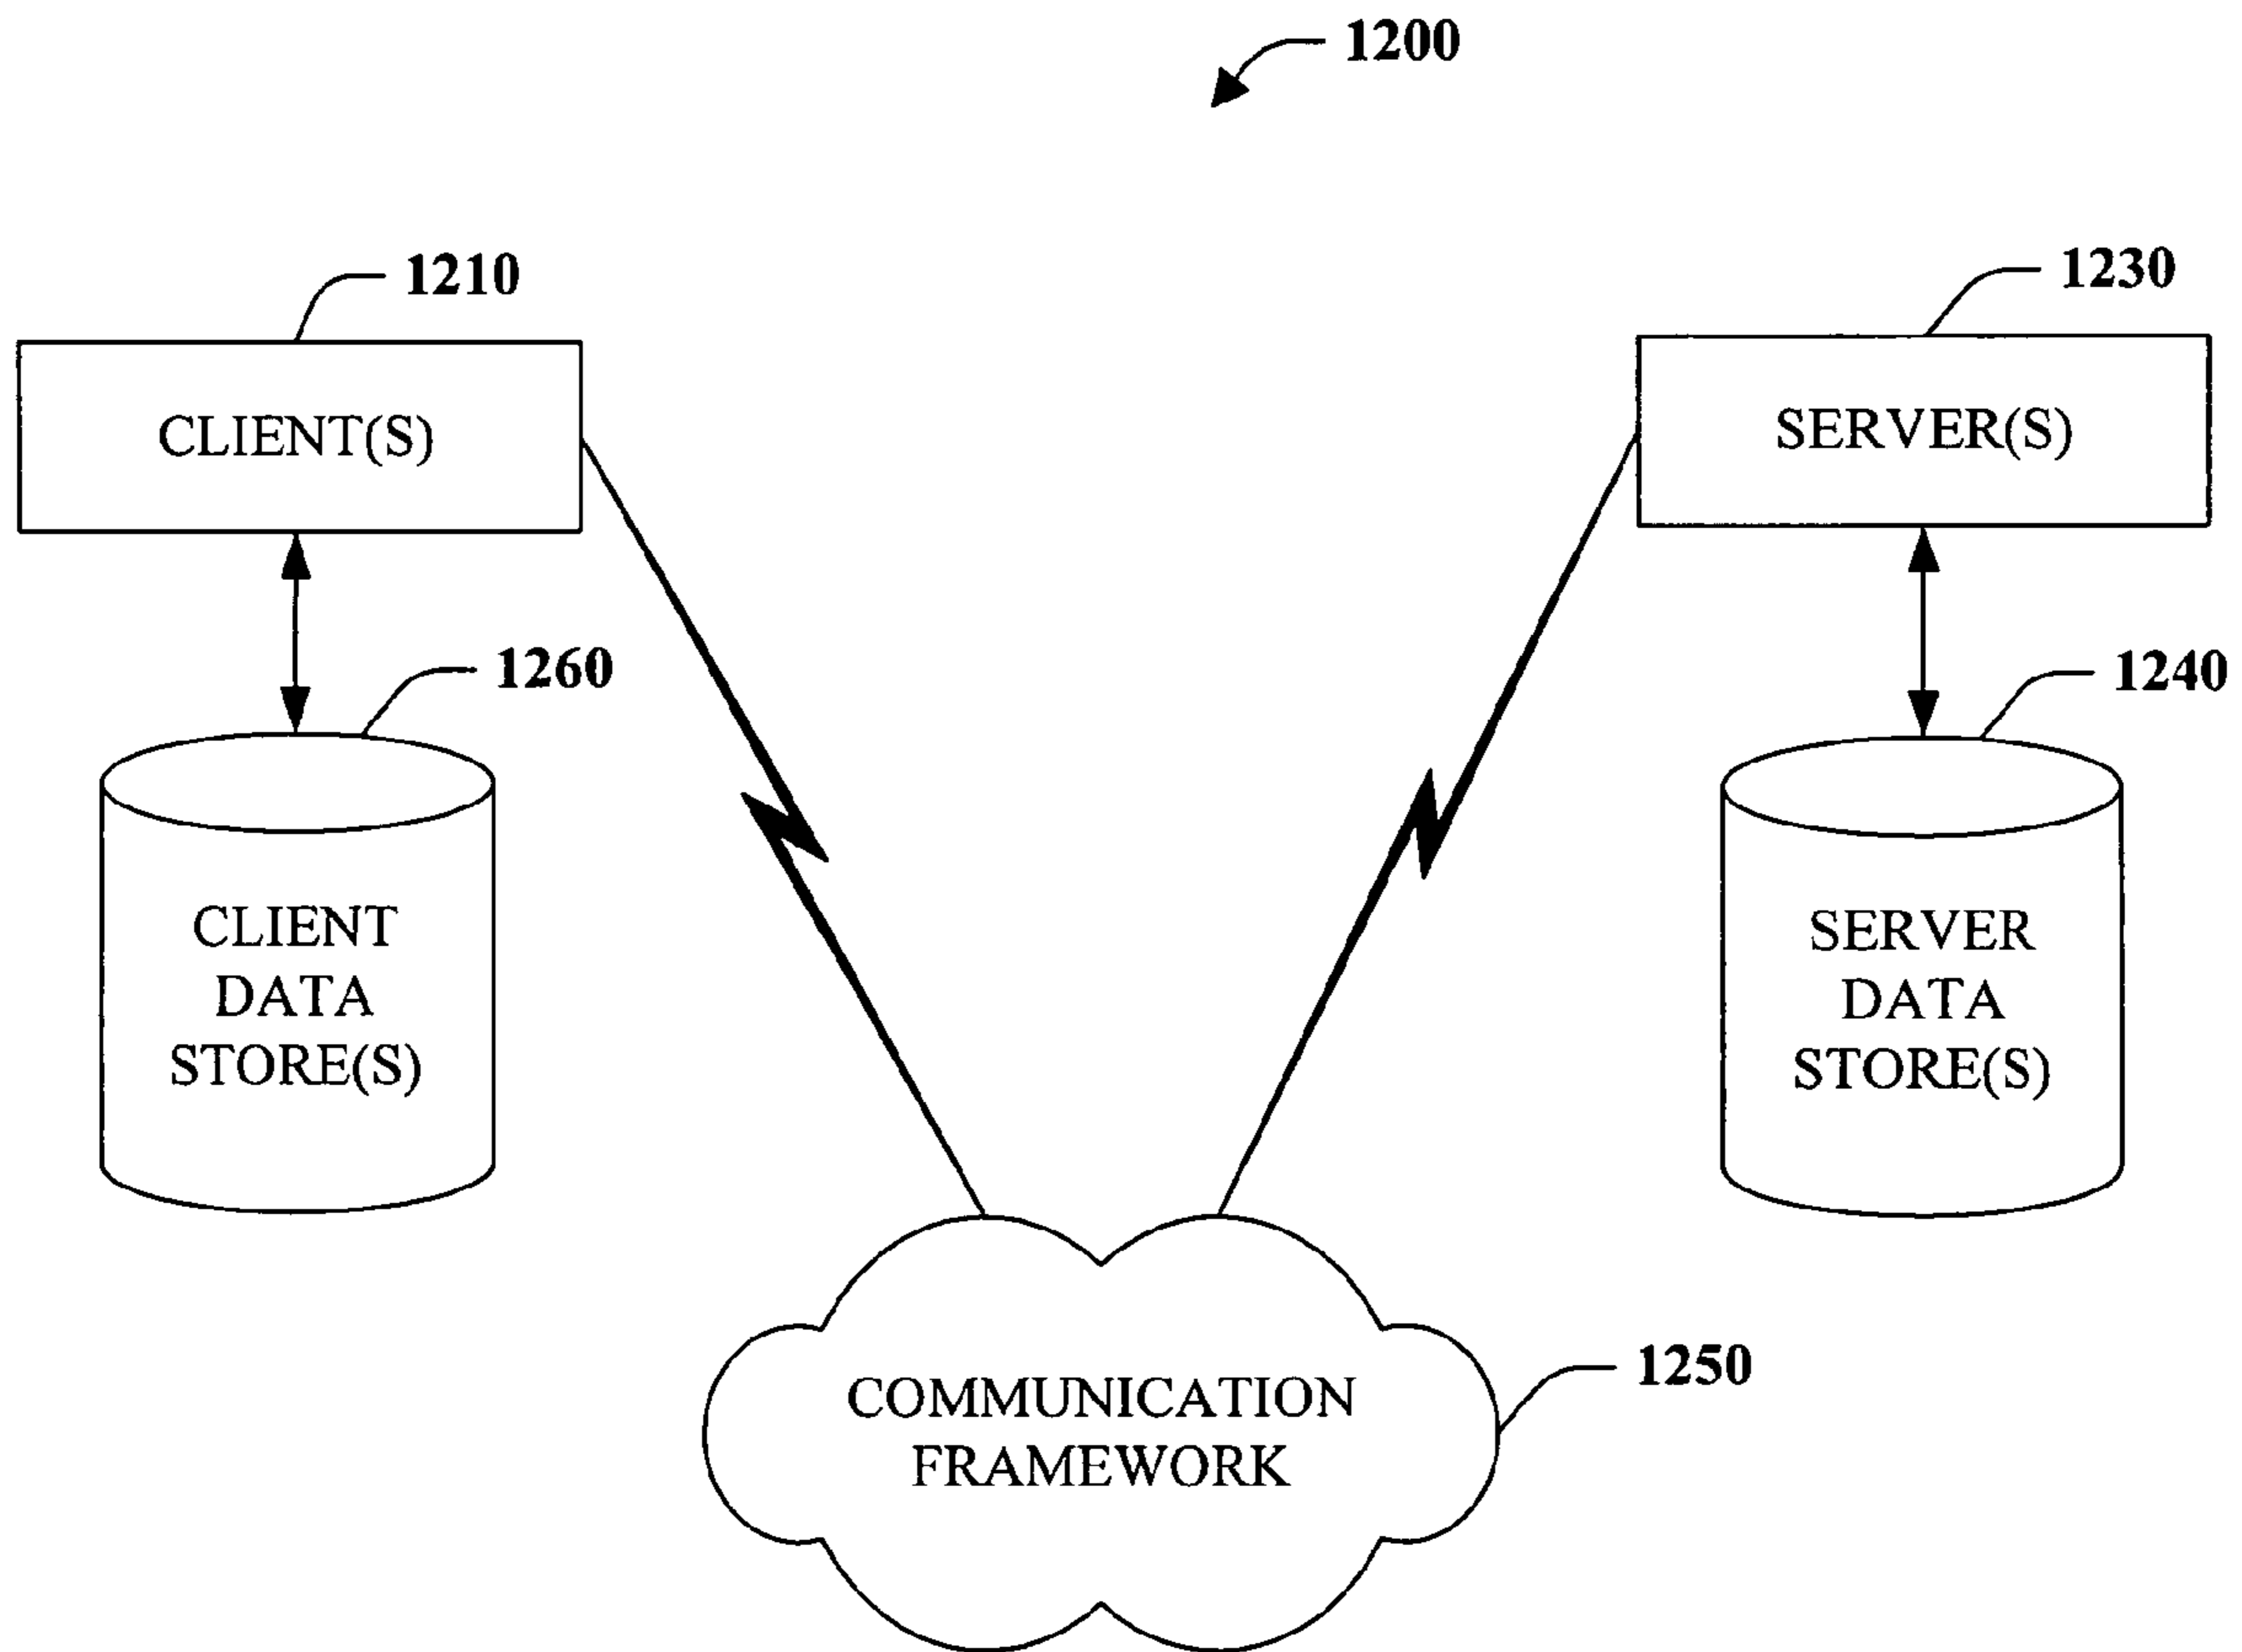 1200
1210
1230
CLIENT(S)
SERVER(S)
1260
1240
CLIENT
DATA
STORE(S)
SERVER
DATA
STORE(S)
1250
COMMUNICATION
FRAMEWORK